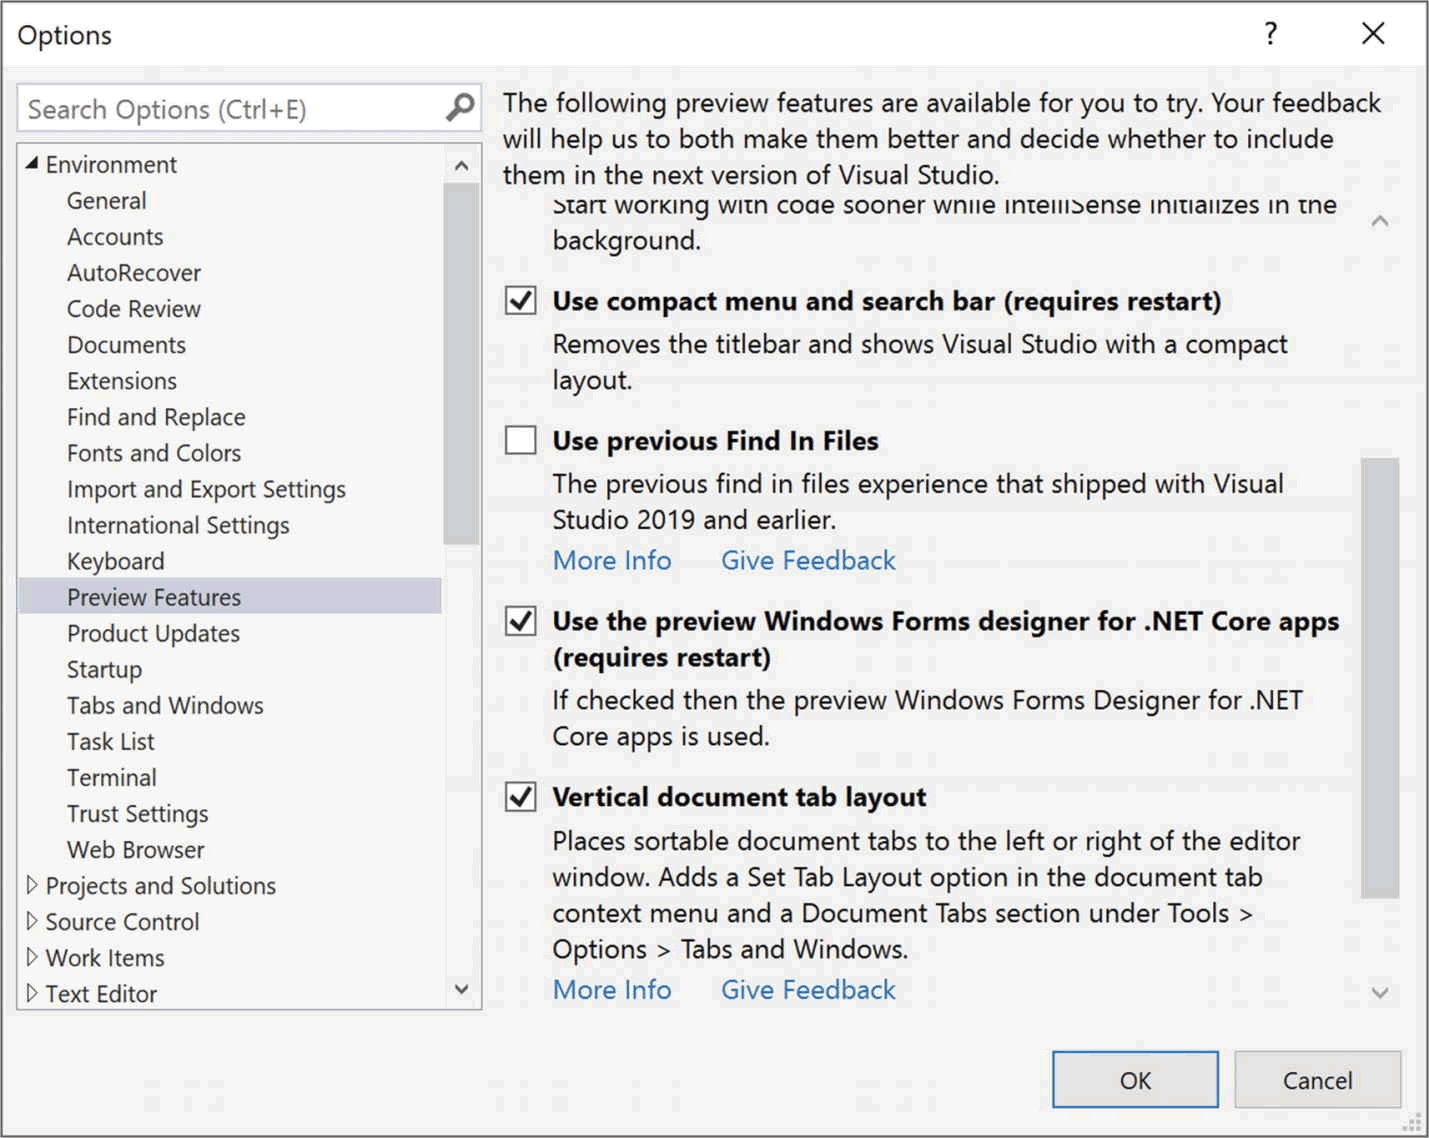 Options
?
Search Options (Ctrl+E)
Environment
General
Accounts
AutoRecover
Code Review
Documents
Extensions
Find and Replace
Fonts and Colors
Import and Export Settings
International Settings
Keyboard
Preview Features
Product Updates
Startup
Tabs and Windows
Task List
Terminal
Trust Settings
Web Browser
Projects and Solutions
Source Control
Work Items
Text Editor
The following preview features are available for you to try. Your feedback
will help us to both make them better and decide whether to include
them in the next version of Visual Studio.
Start working with code sooner while IntelliSense initializes in the
background.
Use compact menu and search bar (requires restart)
Removes the titlebar and shows Visual Studio with a compact
layout.
Use previous Find In Files
The previous find in files experience that shipped with Visual
Studio 2019 and earlier.
More Info Give Feedback
Use the preview Windows Forms designer for .NET Core apps
(requires restart)
If checked then the preview Windows Forms Designer for .NET
Core apps is used.
Vertical document tab layout
Places sortable document tabs to the left or right of the editor
window. Adds a Set Tab Layout option in the document tab
context menu and a Document Tabs section under Tools >
Options > Tabs and Windows.
More Info Give Feedback
OK Cancel